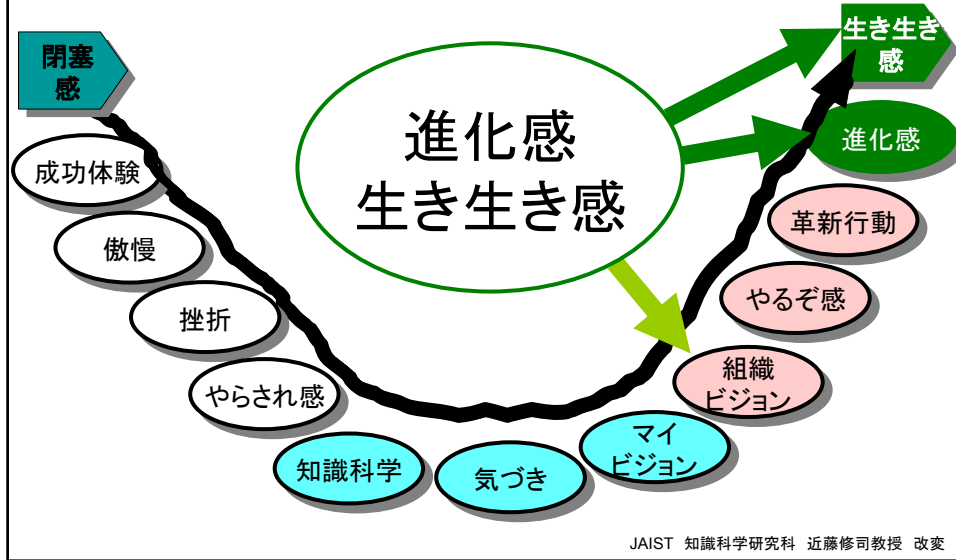 閉塞
感
成功体験
傲慢
挫折
やらされ感
知識科学
気づき
マイ
ビジョン
組織
ビジョン
やるぞ感
革新行動
進化感
生き生き
感
進化感
生き生き感
JAIST 知識科学研究科 近藤修司教授 改変